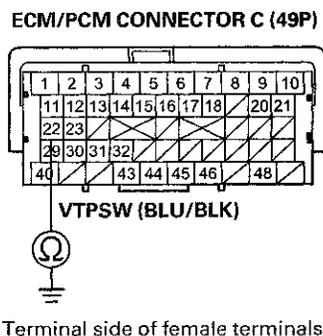 ECM/PCM CONNECTOR C (49P)
1 2 3 4 5 6 7 8 9 10
11 12 13 14 15 16 17 18 20 21
22 23
29 30 31 32
40 43 44 45 46 48
VTPSW (BLU/BLK)
Ω
Terminal side of female terminals